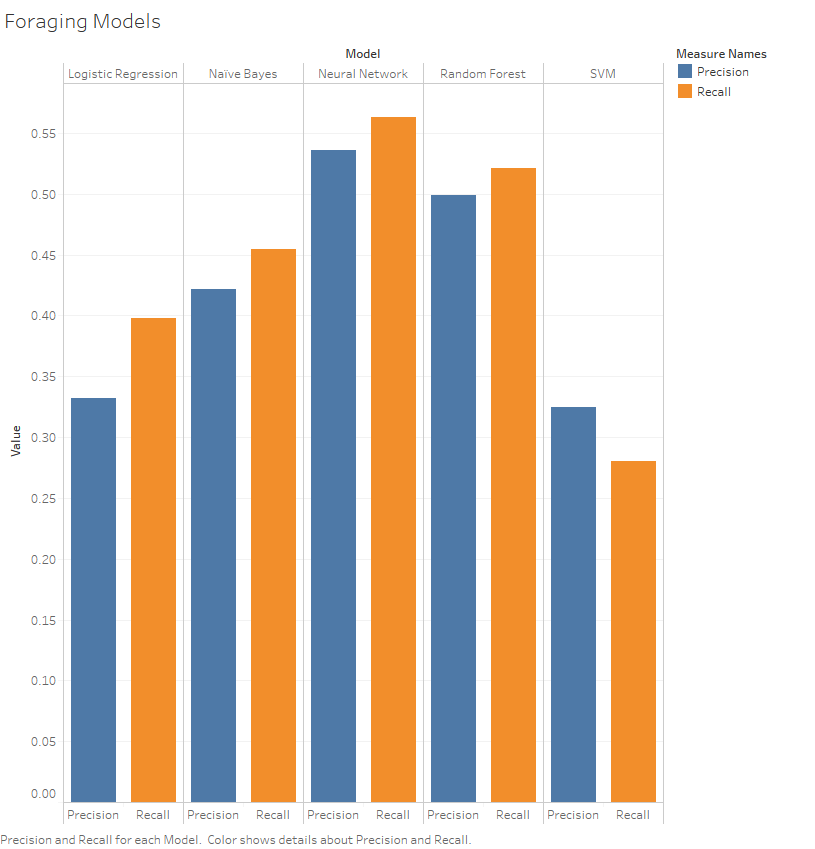 Foraging Models
Model
Measure Names
Logistic Regression Naïve Bayes Neural Network Random Forest SVM
Precision
Recall
0.55
0.50
0.45
0.40
0.35
0.30
0.25
0.20
0.15
0.10
0.05
0.00
Value
Precision Recall Precision Recall Precision Recall Precision Recall Precision Recall
Precision and Recall for each Model. Color shows details about Precision and Recall.